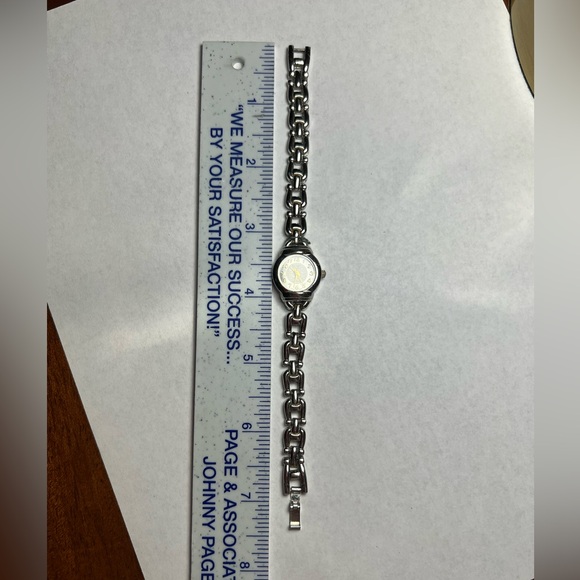 1 2 3 4 5 6 7 8
"WE MEASURE OUR SUCCESS...
BY YOUR SATISFACTION!"
PAGE & ASSOCIAT
JOHNNY PAGE